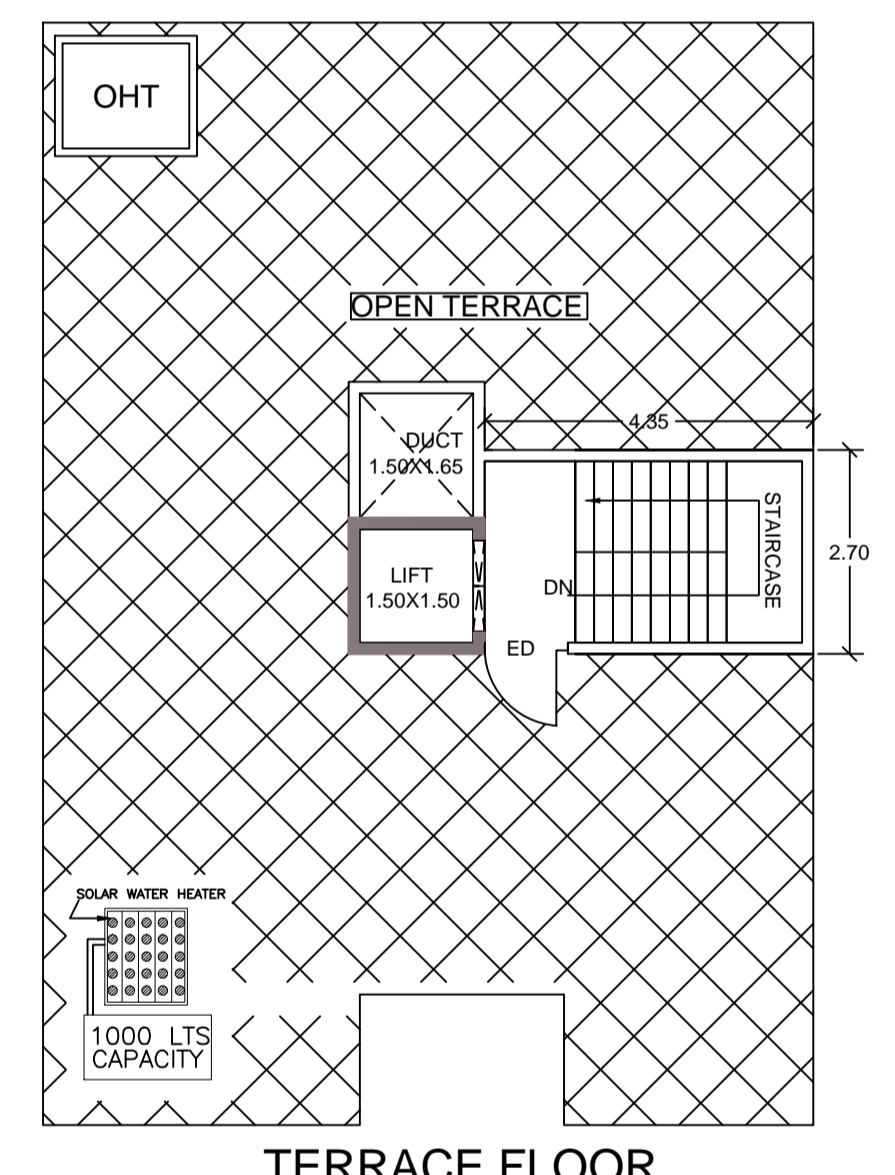 OHT
OPEN TERRACE
4.35
DUCT
1.50X1.65
STAIRCASE
2.70
LIFT
1.50X1.50
DN
ED
SOLAR WATER HEATER
1000 LTS
CAPACITY
TERRACE FLOOR